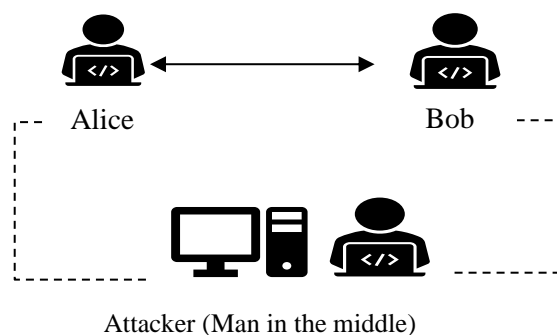 </>
</>
Alice
Bob
</>
Attacker (Man in the middle)